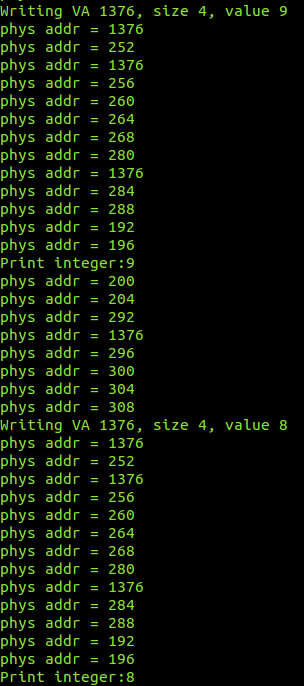 Writing VA 1376, size 4, value 9
phys addr = 1376
phys addr = 252
phys addr = 1376
phys addr = 256
phys addr = 260
phys addr = 264
phys addr = 268
phys addr = 280
phys addr = 1376
phys addr = 284
phys addr = 288
phys addr = 192
phys addr = 196
Print integer:9
phys addr = 200
phys addr = 204
phys addr = 292
phys addr = 1376
phys addr = 296
phys addr = 300
phys addr = 304
phys addr = 308
Writing VA 1376, size 4, value 8
phys addr = 1376
phys addr = 252
phys addr = 1376
phys addr = 256
phys addr = 260
phys addr = 264
phys addr = 268
phys addr = 280
phys addr = 1376
phys addr = 284
phys addr = 288
phys addr = 192
phys addr = 196
Print integer:8